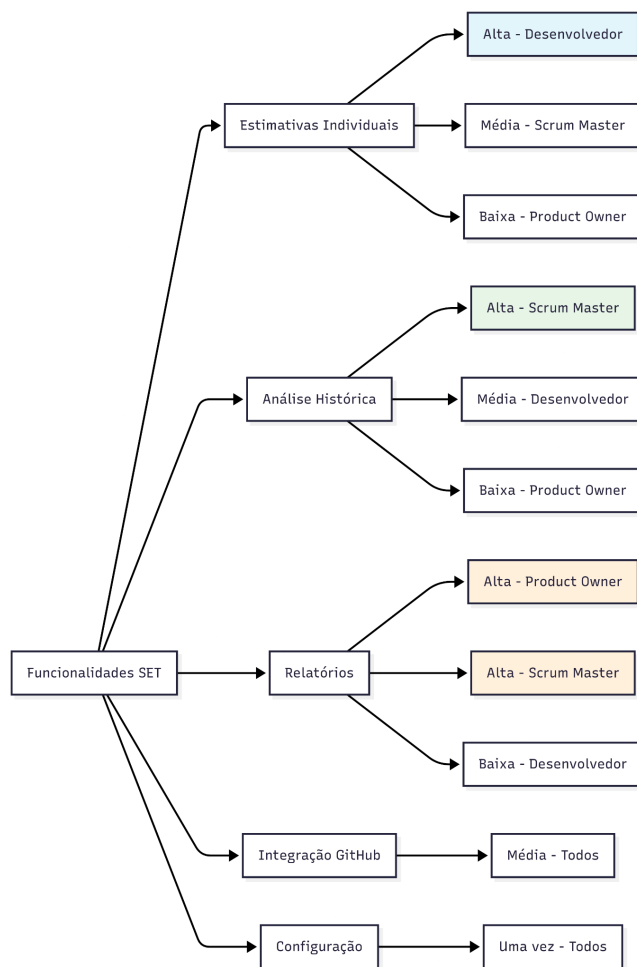 Alta - Desenvolvedor
Estimativas Individuais
Média - Scrum Master
Baixa - Product Owner
Alta - Scrum Master
Análise Histórica
Média - Desenvolvedor
Baixa - Product Owner
Alta - Product Owner
Funcionalidades SET
Relatórios
Alta - Scrum Master
Baixa - Desenvolvedor
Integração GitHub
Média - Todos
Configuração
Uma vez - Todos